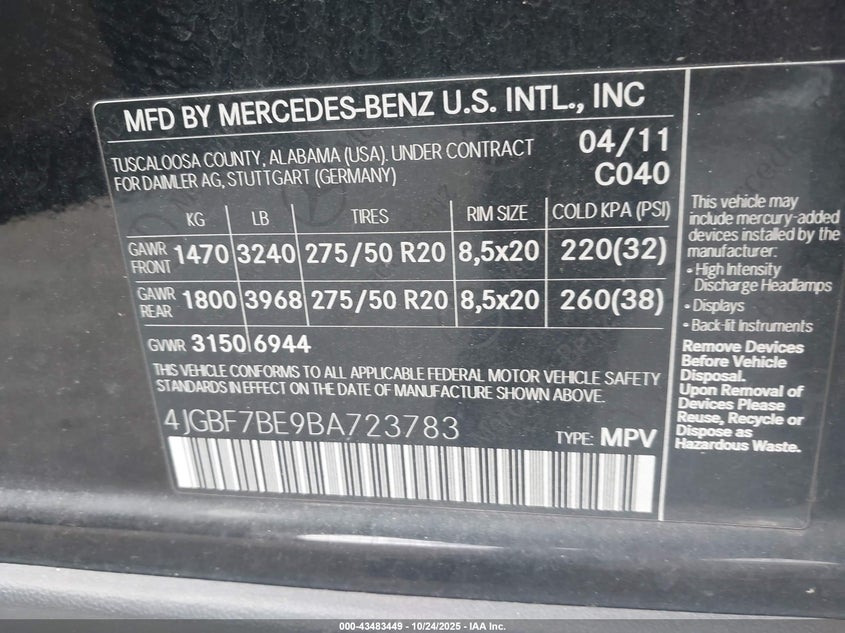 MFD BY MERCEDES-BENZ U.S. INTL., INC
TUSCALOOSA COUNTY, ALABAMA (USA). UNDER CONTRACT
FOR DAIMLER AG, STUTTGART (GERMANY)
04/11
C040
KG LB TIRES RIM SIZE COLD KPA (PSI)
GAWR FRONT 1470 3240 275/50 R20 8,5x20 220(32)
GAWR REAR 1800 3968 275/50 R20 8,5x20 260(38)
GVWR 3150 6944
THIS VEHICLE CONFORMS TO ALL APPLICABLE FEDERAL MOTOR VEHICLE SAFETY
STANDARDS IN EFFECT ON THE DATE OF MANUFACTURE SHOWN ABOVE.
4JGBF7BE9BA723783
TYPE: MPV
This vehicle may
include mercury-added
devices installed by the
manufacturer:
• High Intensity
Discharge Headlamps
• Displays
• Back-lit Instruments
Remove Devices
Before Vehicle
Disposal.
Upon Removal of
Devices Please
Reuse, Recycle or
Dispose as
Hazardous Waste.
000-43483449 - 10/24/2025 - IAA Inc.